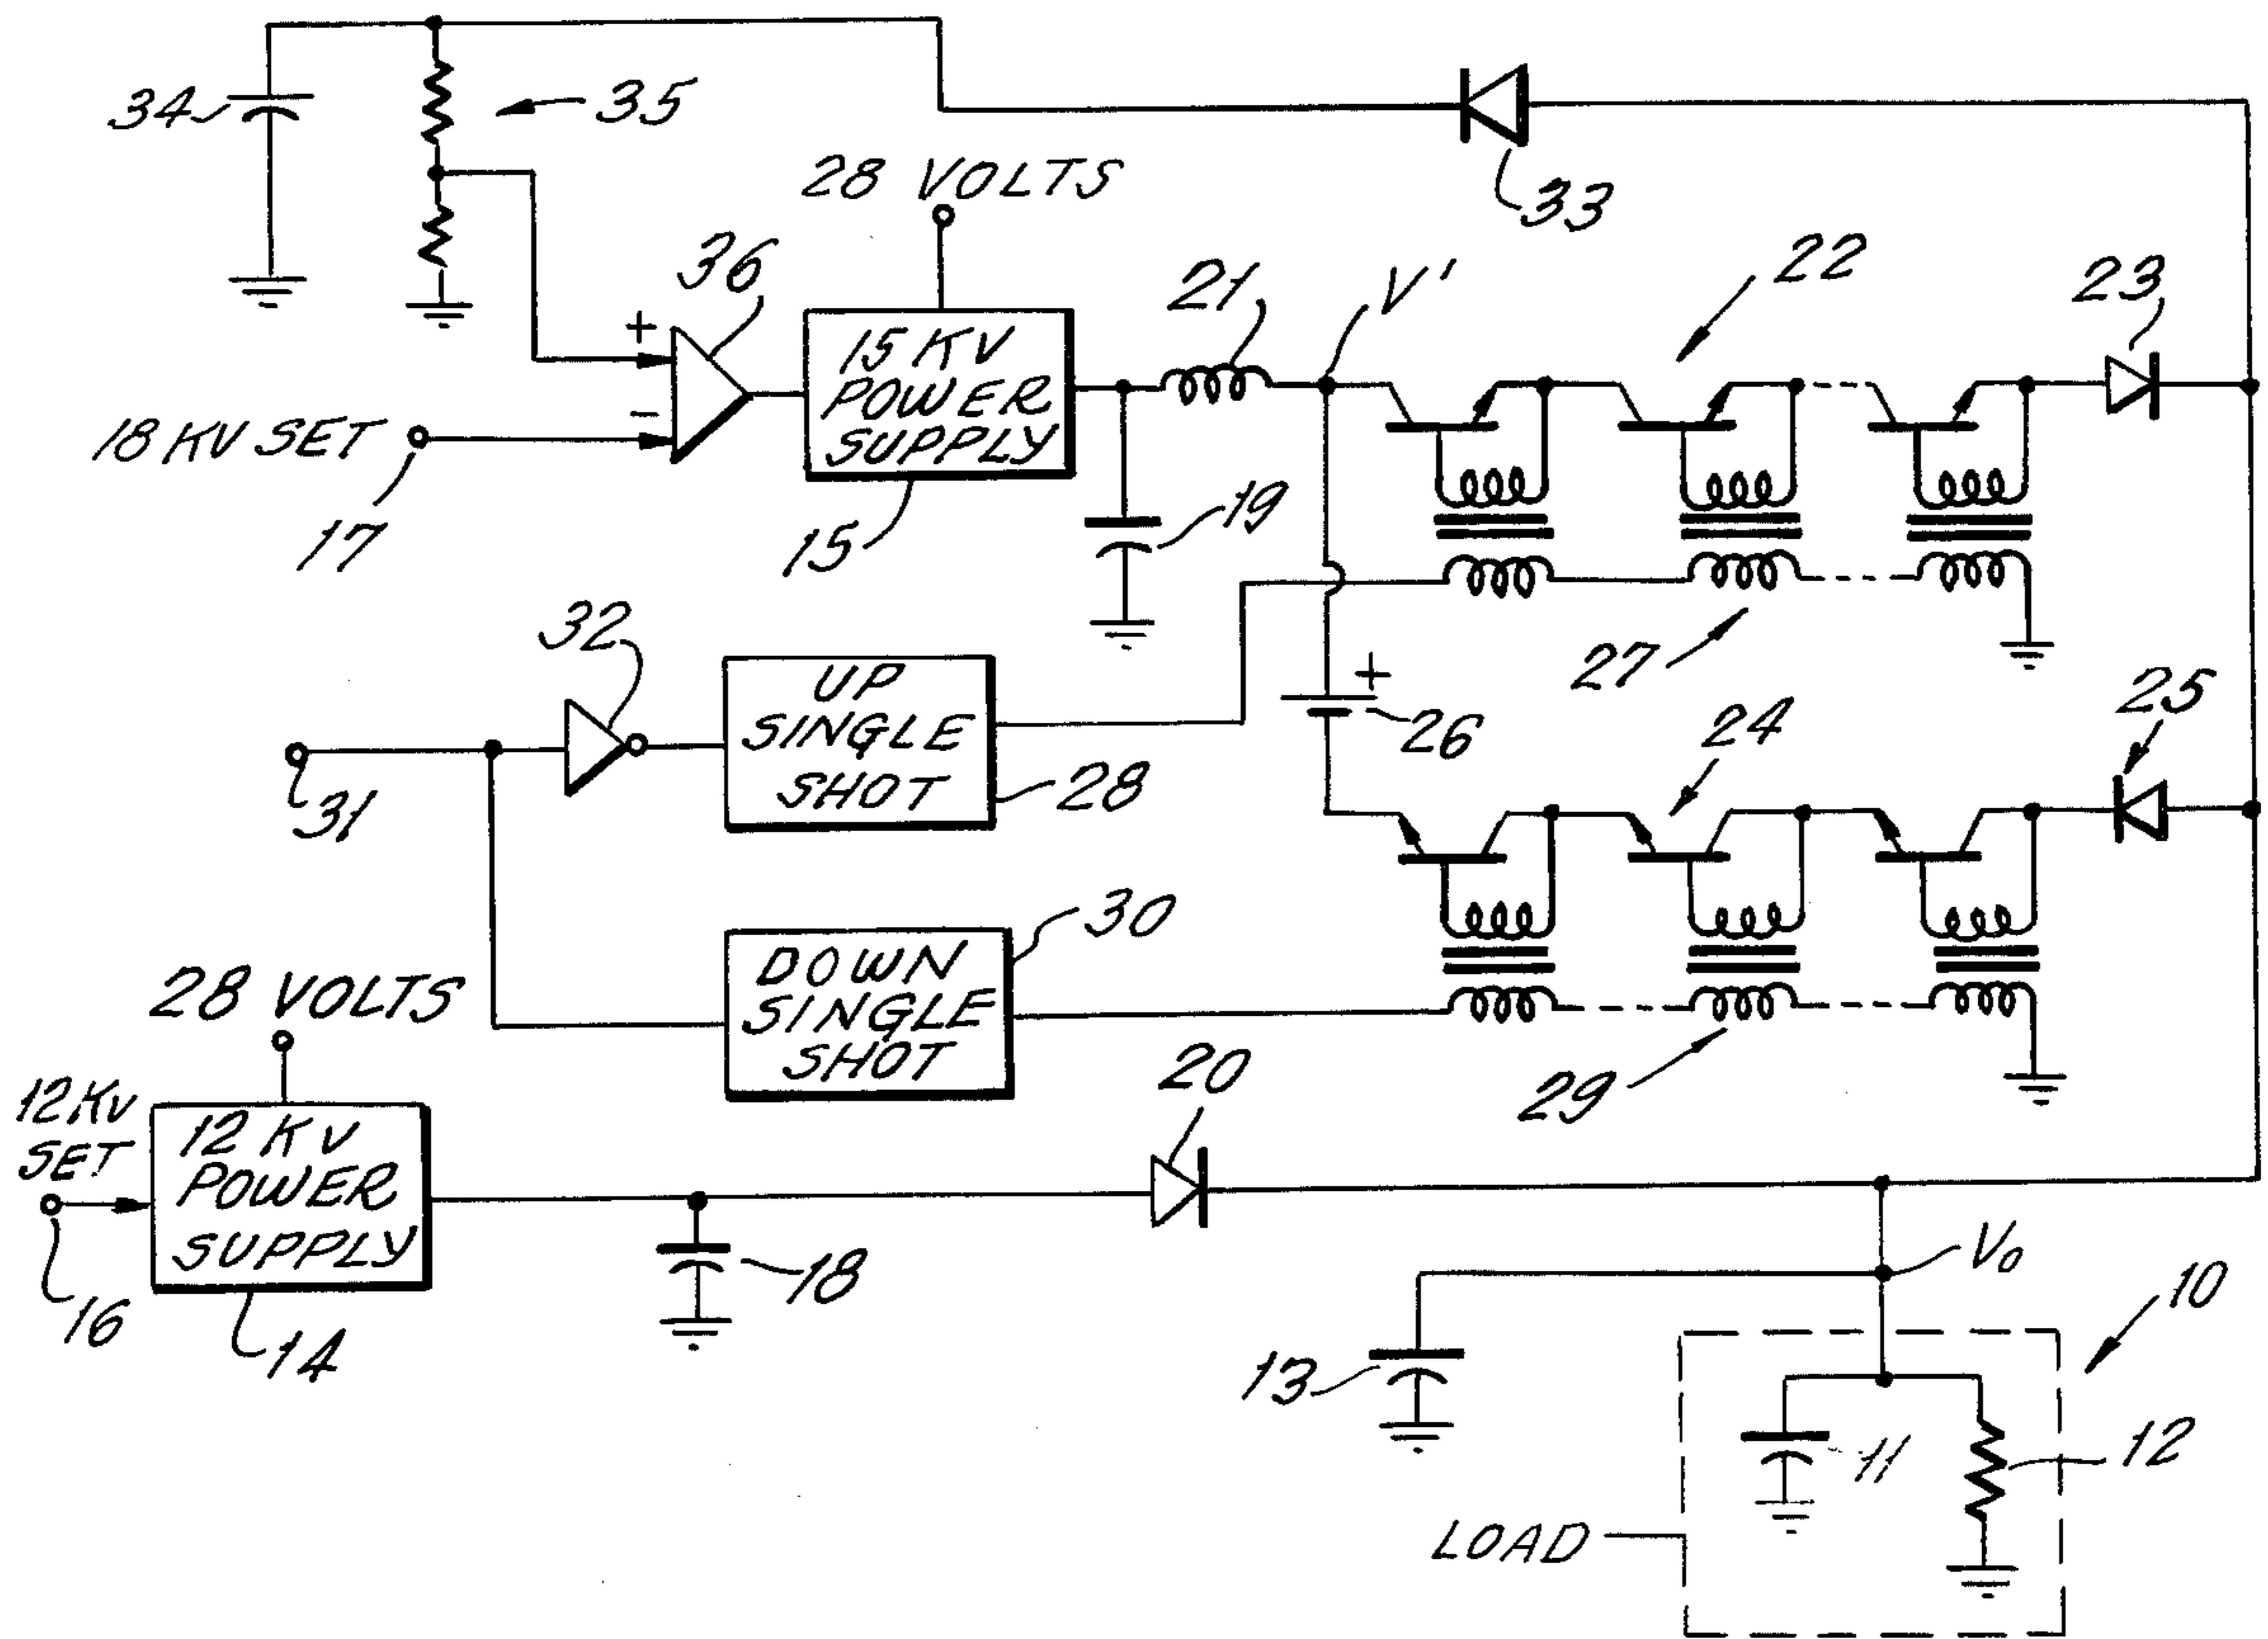 34
35
28 VOLTS
33
36
21
V'
22
23
+
15 KV
POWER
SUPPLY
−
18 KV SET
17
15
19
27
32
UP
SINGLE
SHOT
28
+
26
24
25
31
30
DOWN
SINGLE
SHOT
28 VOLTS
20
29
12 KV
SET
12 KV
POWER
SUPPLY
16
14
18
V0
10
13
11
12
LOAD